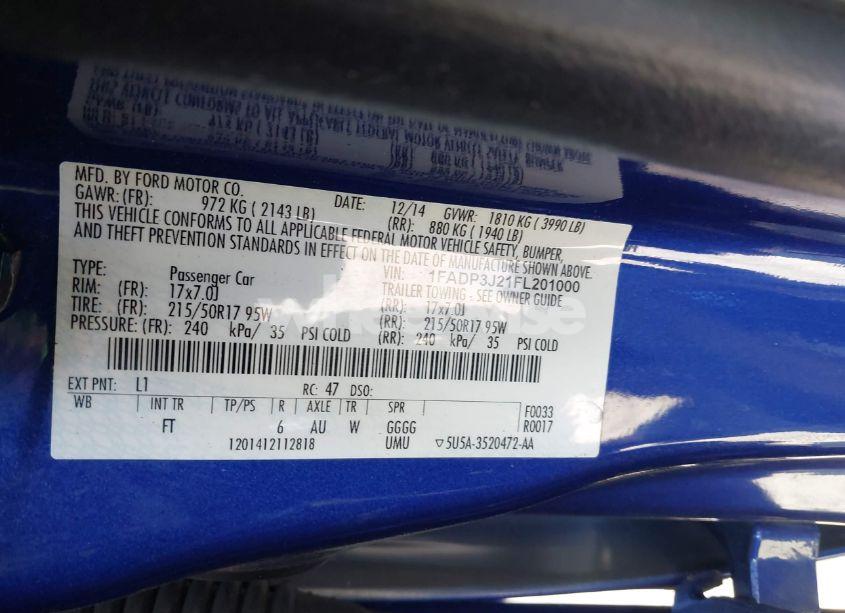 MFD. BY FORD MOTOR CO.
DATE: 12/14 GVWR: 1810 KG ( 3990 LB)
GAWR: (FR): 972 KG ( 2143 LB) (RR): 880 KG ( 1940 LB)
THIS VEHICLE CONFORMS TO ALL APPLICABLE FEDERAL MOTOR VEHICLE SAFETY, BUMPER,
AND THEFT PREVENTION STANDARDS IN EFFECT ON THE DATE OF MANUFACTURE SHOWN ABOVE.
VIN: 1FADP3J21FL201000
TYPE: Passenger Car TRAILER TOWING - SEE OWNER GUIDE
RIM: (FR): 17x7.0J (RR): 17x7.0J
TIRE: (FR): 215/50R17 95W (RR): 215/50R17 95W
PRESSURE: (FR): 240 kPa/ 35 PSI COLD (RR): 240 kPa/ 35 PSI COLD
EXT PNT: L1 RC: 47 DSO:
WB INT TR TP/PS R AXLE TR SPR F0033
FT 6 AU W GGGG R0017
1201412112818 UMU ▽5U5A-3520472-AA